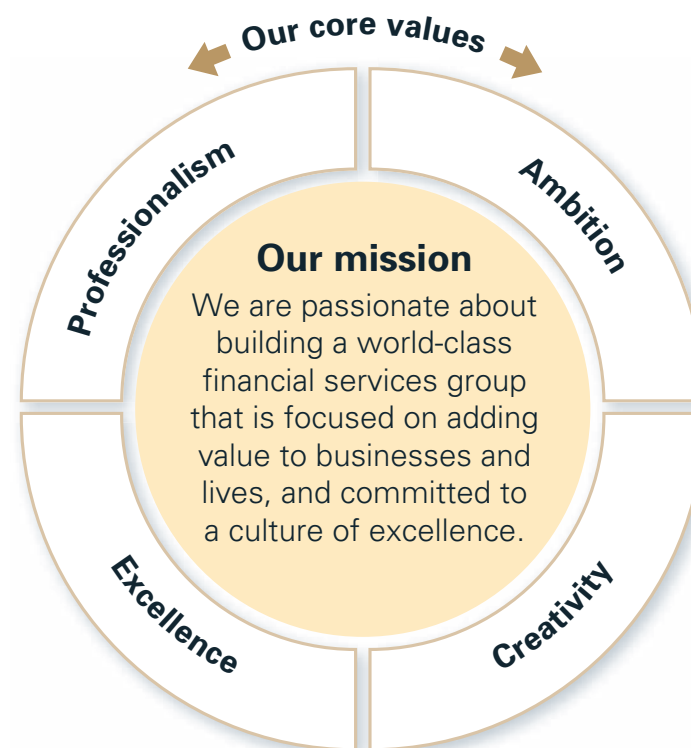 Our core values
Professionalism
Ambition
Our mission
We are passionate about
building a world-class
financial services group
that is focused on adding
value to businesses and
lives, and committed to
a culture of excellence.
Excellence
Creativity